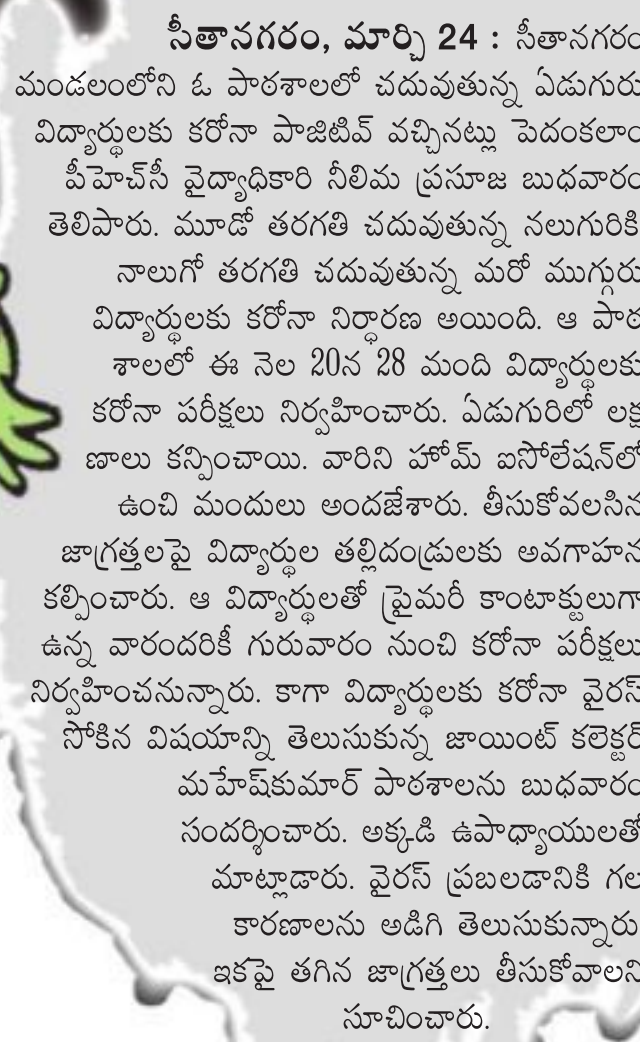 సీతానగరం, మార్చి 24 : సీతానగరం
మండలంలోని ఓ పాఠశాలలో చదువుతున్న ఏడుగురు
విద్యార్థులకు కరోనా పాజిటివ్ వచ్చినట్లు పెదంకలాం
పీహెచ్‌సీ వైద్యాధికారి నీలిమ ప్రసూజ బుధవారం
తెలిపారు. మూడో తరగతి చదువుతున్న నలుగురికి
నాలుగో తరగతి చదువుతున్న మరో ముగ్గురు
విద్యార్థులకు కరోనా నిర్ధారణ అయింది. ఆ పాఠ
శాలలో ఈ నెల 20న 28 మంది విద్యార్థులకు
కరోనా పరీక్షలు నిర్వహించారు. ఏడుగురిలో లక్ష
ణాలు కన్పించాయి. వారిని హోమ్ ఐసోలేషన్‌లో
ఉంచి మందులు అందజేశారు. తీసుకోవలసిన
జాగ్రత్తలపై విద్యార్థుల తల్లిదండ్రులకు అవగాహన
కల్పించారు. ఆ విద్యార్థులతో ప్రైమరీ కాంటాక్టులుగా
ఉన్న వారందరికీ గురువారం నుంచి కరోనా పరీక్షలు
నిర్వహించనున్నారు. కాగా విద్యార్థులకు కరోనా వైరస్
సోకిన విషయాన్ని తెలుసుకున్న జాయింట్ కలెక్టర్
మహేష్‌కుమార్ పాఠశాలను బుధవారం
సందర్శించారు. అక్కడి ఉపాధ్యాయులతో
మాట్లాడారు. వైరస్ ప్రబలడానికి గల
కారణాలను అడిగి తెలుసుకున్నారు
ఇకపై తగిన జాగ్రత్తలు తీసుకోవాలని
సూచించారు.